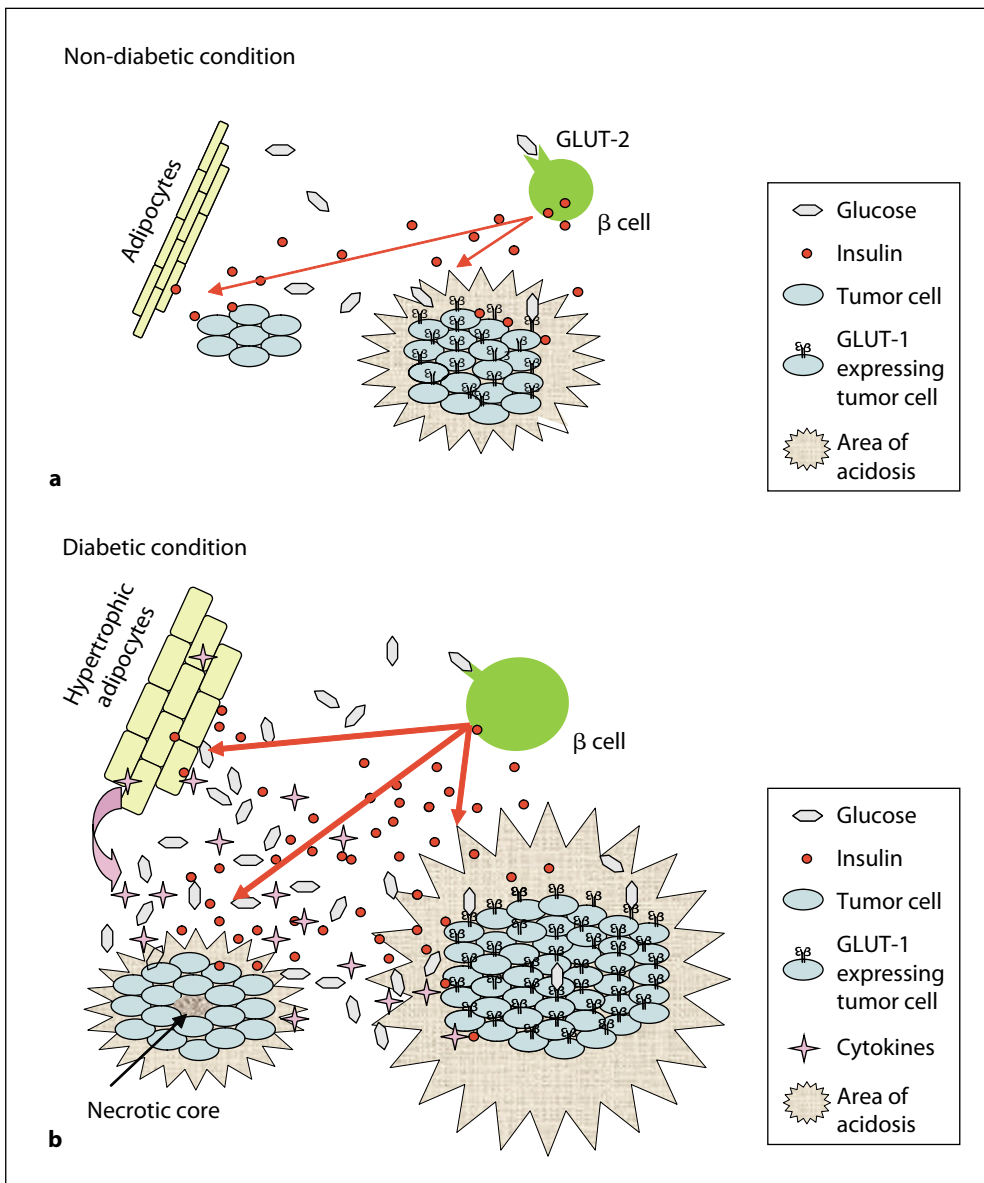 Non-diabetic condition
Adipocytes
GLUT-2
β cell
Glucose
Insulin
Tumor cell
GLUT-1
expressing
tumor cell
Area of
acidosis
a
Diabetic condition
Hypertrophic
adipocytes
β cell
Necrotic core
Glucose
Insulin
Tumor cell
GLUT-1
expressing
tumor cell
Cytokines
Area of
acidosis
b